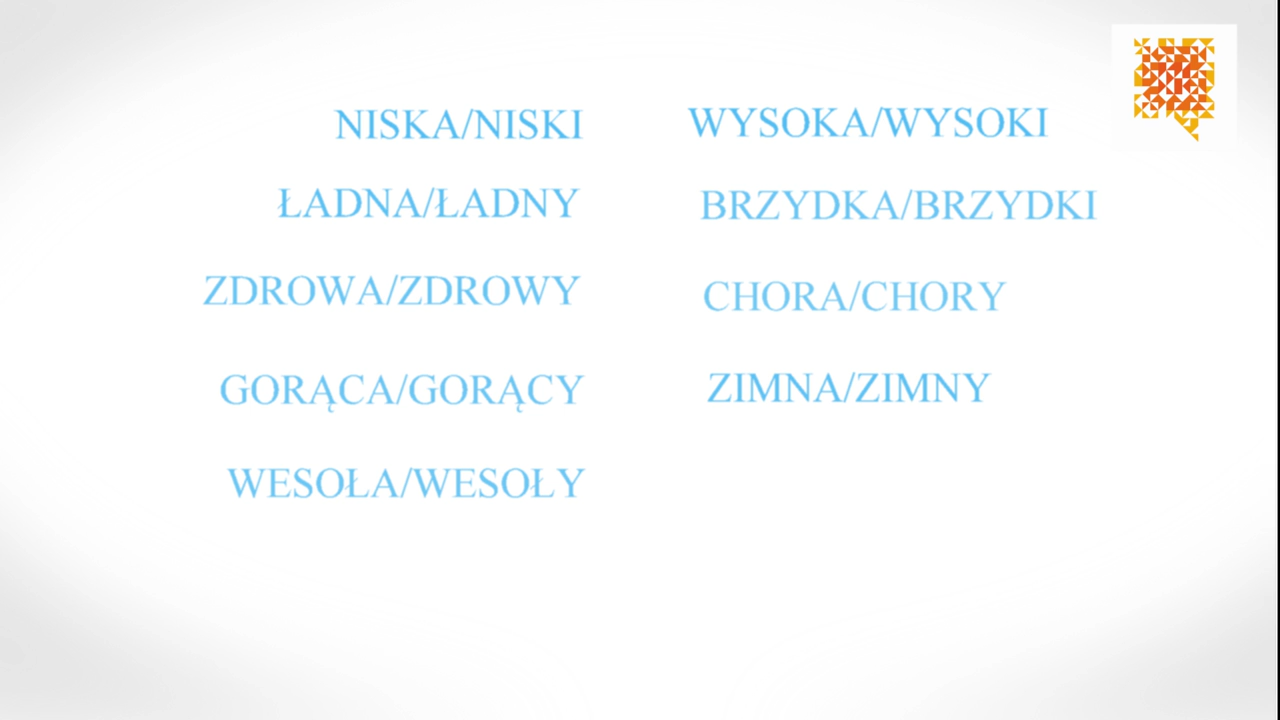 NISKA/NISKI WYSOKA/WYSOKI
ŁADNA/ŁADNY BRZYDKA/BRZYDKI
ZDROWA/ZDROWY CHORA/CHORY
GORĄCA/GORĄCY ZIMNA/ZIMNY
WESOŁA/WESOŁY